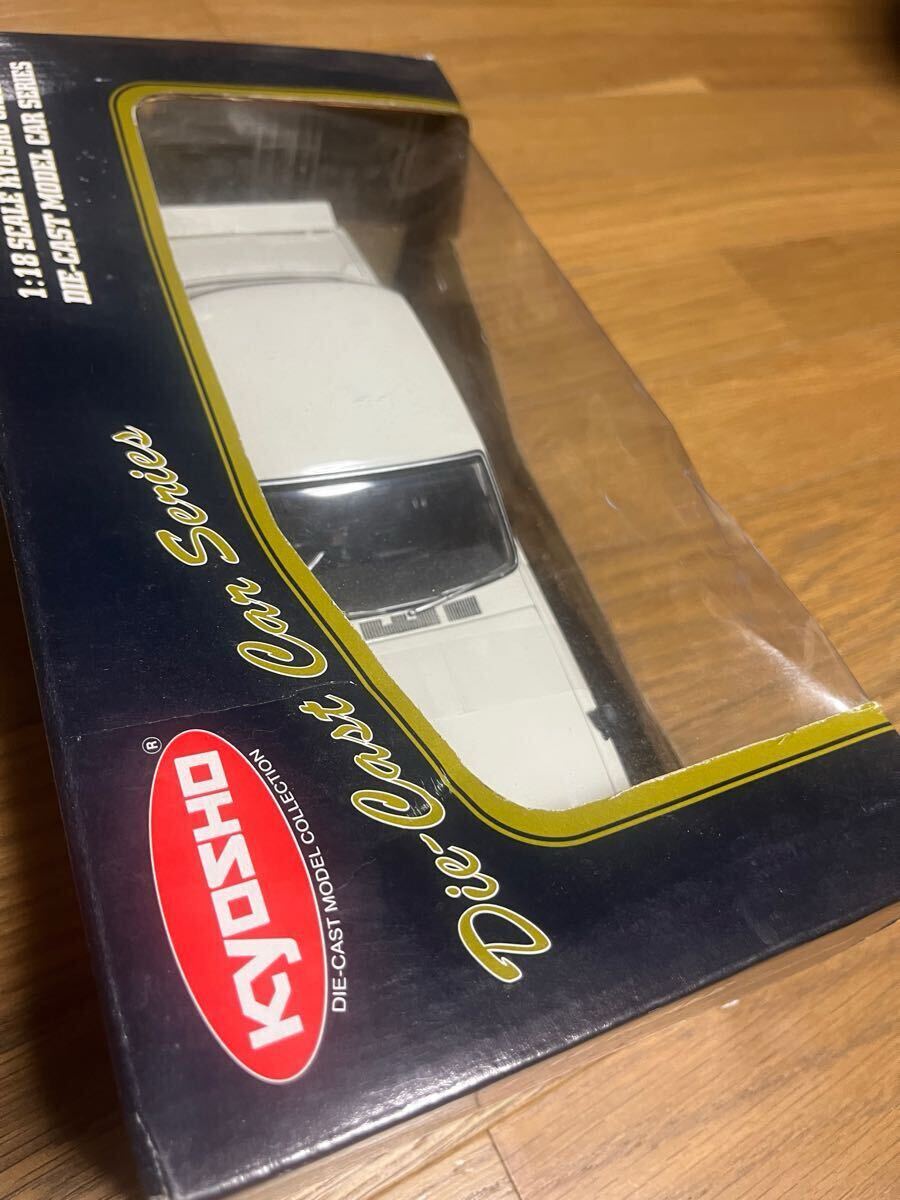 1:18 SCALE KYOSHO
DIE-CAST MODEL CAR SERIES
Die-Cast Car Series
KYOSHO
®
DIE-CAST MODEL COLLECTION